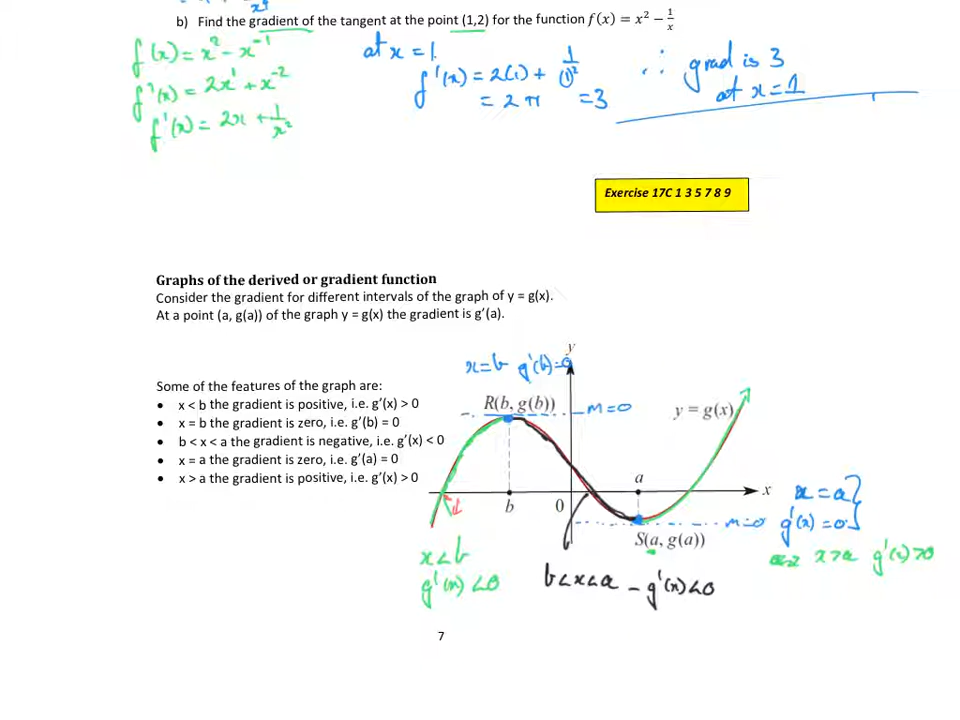 b) Find the gradient of the tangent at the point (1,2) for the function f(x) = x² − 1/x
f(x) = x² − x⁻¹
f'(x) = 2x¹ + x⁻²
f'(x) = 2x + 1/x²
at x = 1.
f'(x) = 2(1) + 1/(1)²
= 2 + 1 = 3
∴ grad is 3
at x = 1
Exercise 17C 1 3 5 7 8 9
Graphs of the derived or gradient function
Consider the gradient for different intervals of the graph of y = g(x).
At a point (a, g(a)) of the graph y = g(x) the gradient is g′(a).
Some of the features of the graph are:
• x < b the gradient is positive, i.e. g′(x) > 0
• x = b the gradient is zero, i.e. g′(b) = 0
• b < x < a the gradient is negative, i.e. g′(x) < 0
• x = a the gradient is zero, i.e. g′(a) = 0
• x > a the gradient is positive, i.e. g′(x) > 0
y
x = b g'(b) = 0
R(b, g(b))
m = 0
y = g(x)
a
x
b
0
x = a
m = 0
g'(x) = 0
S(a, g(a))
x > a g'(x) > 0
x < b
g'(x) < 0
b < x < a – g'(x) < 0
7